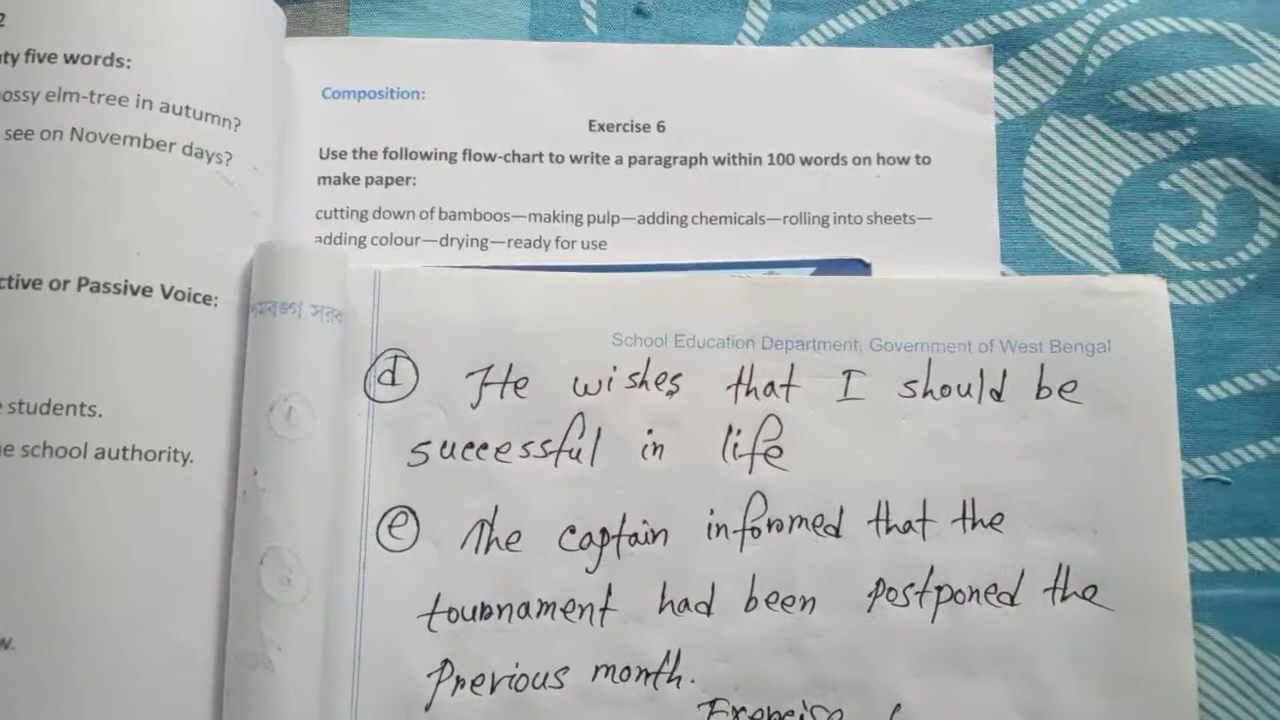 ty five words:
ossy elm-tree in autumn?
see on November days?
ctive or Passive Voice:
students.
e school authority.
Composition:
Exercise 6
Use the following flow-chart to write a paragraph within 100 words on how to
make paper:
cutting down of bamboos—making pulp—adding chemicals—rolling into sheets—
adding colour—drying—ready for use
School Education Department, Government of West Bengal
(d) He wishes that I should be
successful in life
(e) The captain informed that the
tournament had been postponed the
Previous month.
Exercise